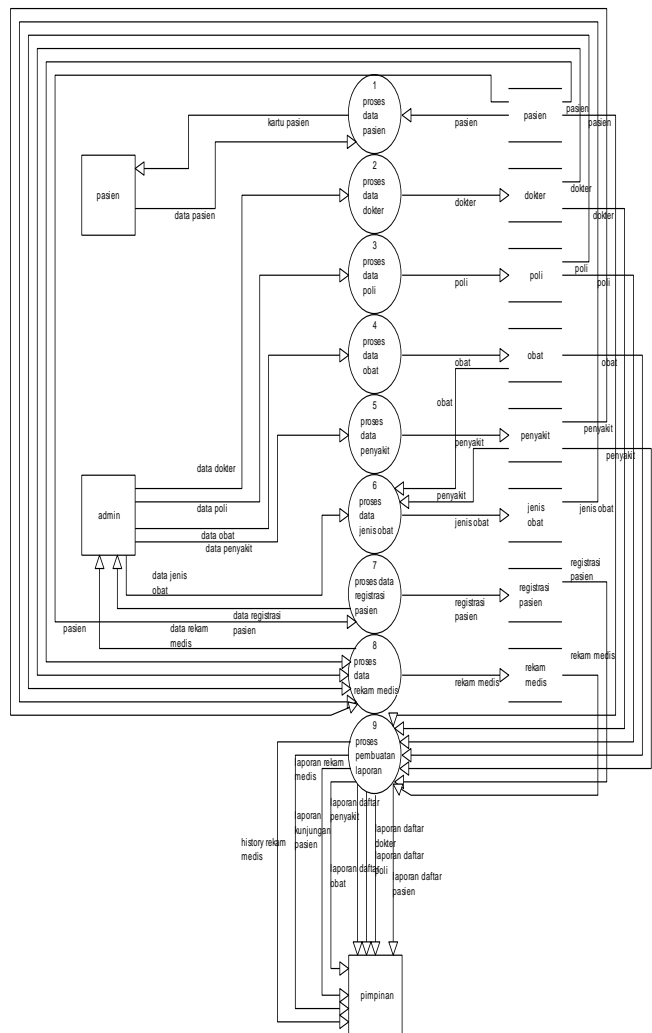 1
proses
data
pasien
kartu pasien
pasien
pasien
pasien
pasien
pasien
data pasien
2
proses
data
dokter
dokter
dokter
dokter
dokter
3
proses
data
poli
poli
poli
poli
poli
4
proses
data
obat
obat
obat
obat
obat
5
proses
data
penyakit
penyakit
penyakit
penyakit
penyakit
penyakit
admin
data dokter
data poli
data obat
data penyakit
6
proses
data
jenis obat
jenis obat
jenis
obat
jenis obat
data jenis
obat
7
proses data
registrasi
pasien
registrasi
pasien
registrasi
pasien
registrasi
pasien
pasien
data rekam
medis
data registrasi
pasien
8
proses
data
rekam medis
rekam medis
rekam
medis
rekam medis
9
proses
pembuatan
laporan
history rekam
medis
laporan rekam
medis
laporan
kunjungan
pasien
laporan daftar
penyakit
laporan daftar
obat
laporan daftar
dokter
laporan daftar
poli
laporan daftar
pasien
pimpinan